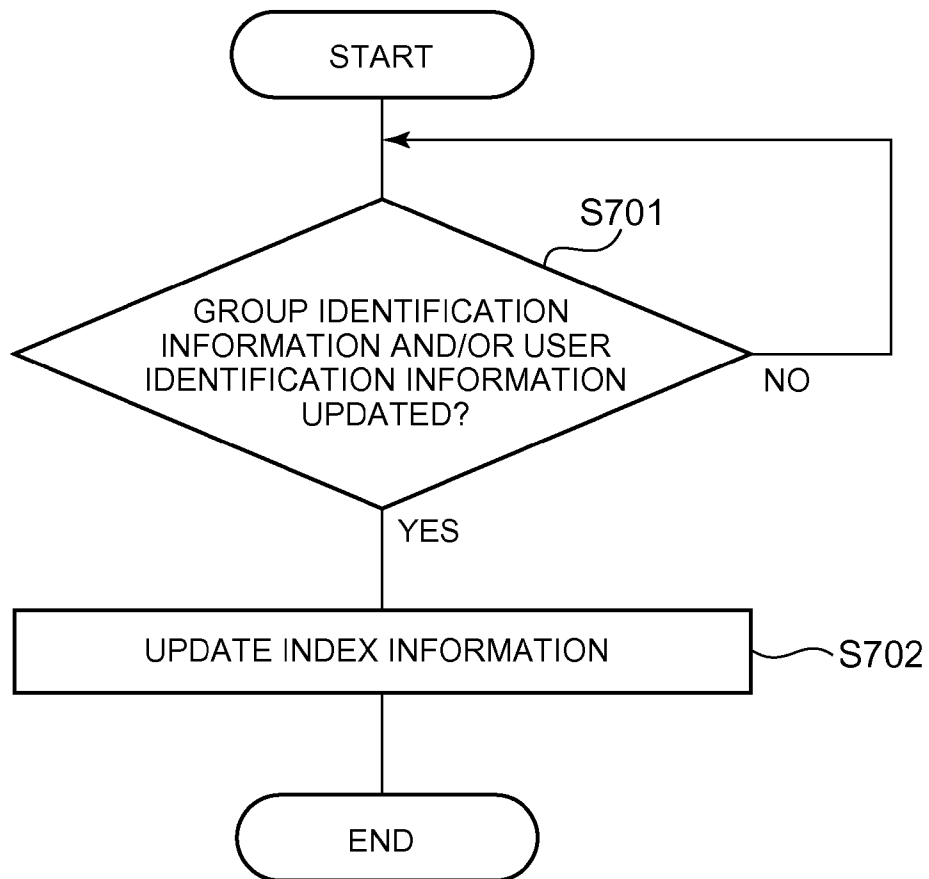 START
S701
GROUP IDENTIFICATION
INFORMATION AND/OR USER
IDENTIFICATION INFORMATION
UPDATED?
NO
YES
UPDATE INDEX INFORMATION
S702
END